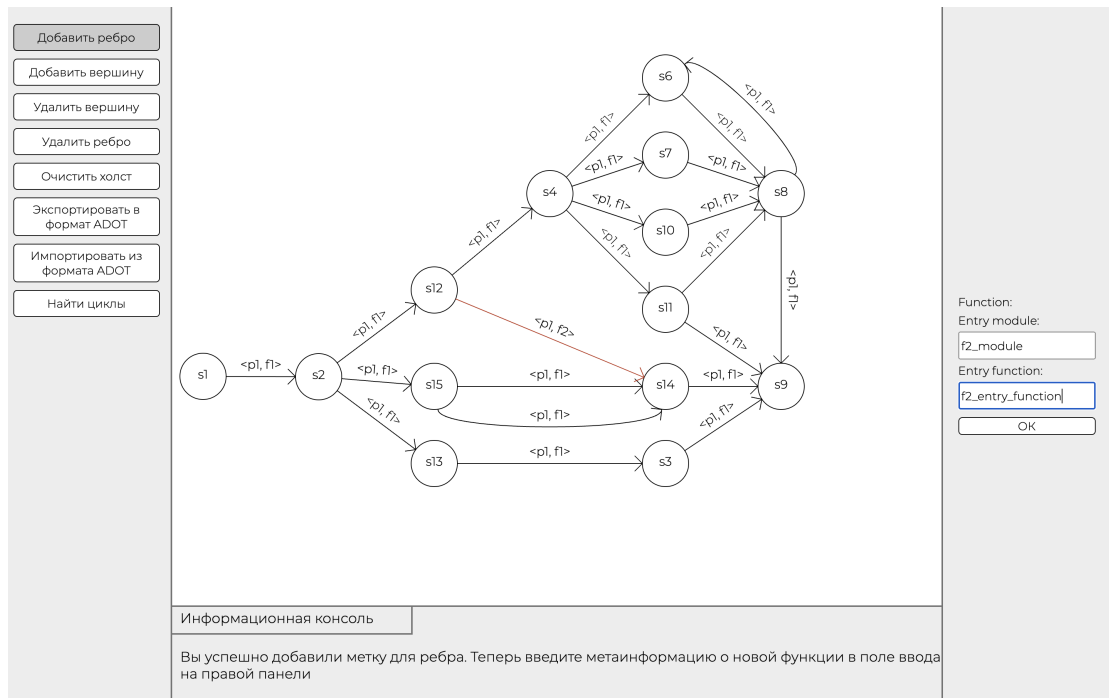 Добавить ребро
Добавить вершину
Удалить вершину
Удалить ребро
Очистить холст
Экспортировать в
формат ADOT
Импортировать из
формата ADOT
Найти циклы
s6
<p1, f1>
<p1, f1>
<p1, f1>
s7
<p1, f1>
<p1, f1>
s4
s8
<p1, f1>
<p1, f1>
s10
<p1, f1>
<p1, f1>
<p1, f1>
s12
<p1, f1>
s11
<p1, f1>
<p1, f2>
<p1, f1>
s1
<p1, f1>
s2
<p1, f1>
s15
<p1, f1>
s14
<p1, f1>
s9
<p1, f1>
<p1, f1>
<p1, f1>
s13
<p1, f1>
s3
Function:
Entry module:
f2_module
Entry function:
f2_entry_function
OK
Информационная консоль
Вы успешно добавили метку для ребра. Теперь введите метаинформацию о новой функции в поле ввода
на правой панели